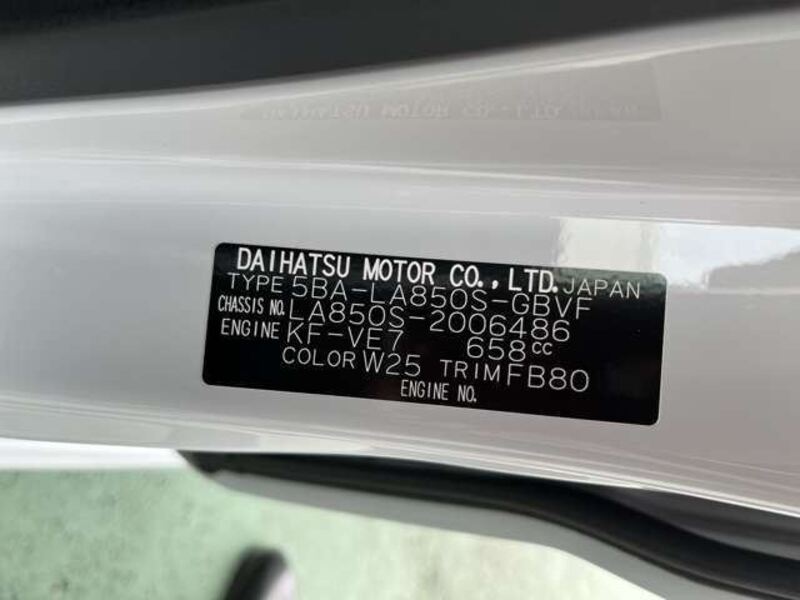 DAIHATSU MOTOR CO., LTD. JAPAN
TYPE 5BA-LA850S-GBVF
CHASSIS NO. LA850S-2006486
ENGINE KF-VE7 658cc
COLOR W25 TRIM FB80
ENGINE NO.